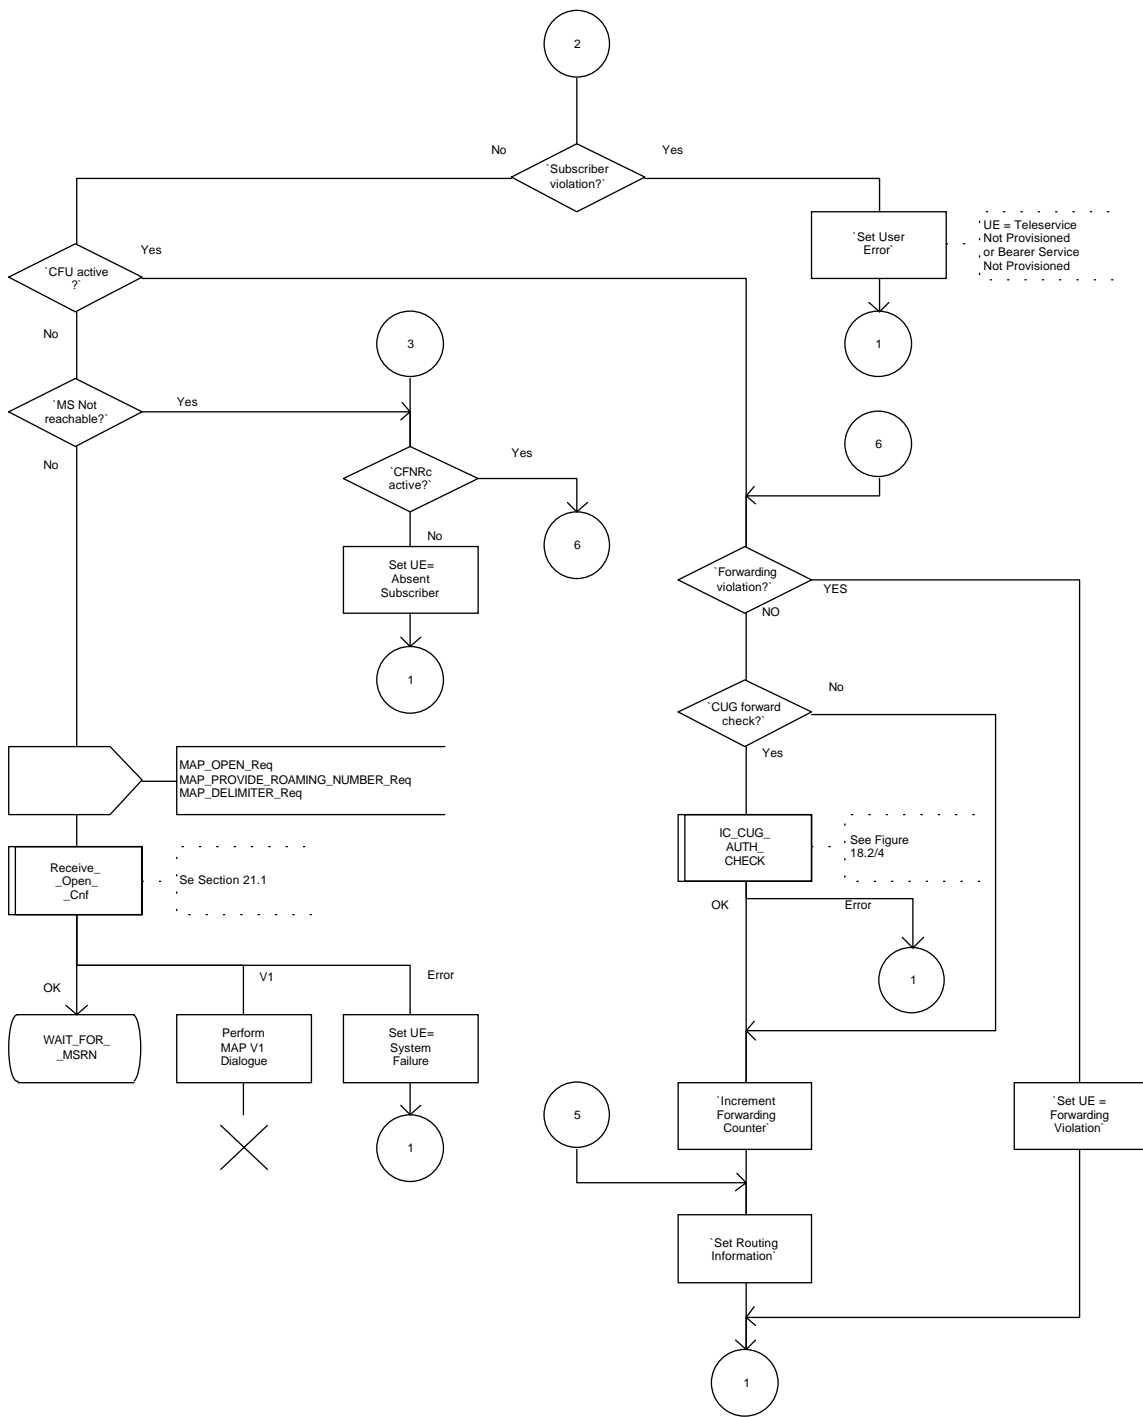 2
No
Yes
`Subscriber
violation?`
`Set User
Error`
UE = Teleservice
Not Provisioned
or Bearer Service
Not Provisioned
Yes
`CFU active
?`
No
3
1
`MS Not
reachable?`
Yes
No
6
`CFNRc
active?`
Yes
No
6
Set UE=
Absent
Subscriber
`Forwarding
violation?`
YES
NO
1
No
`CUG forward
check?`
Yes
MAP_OPEN_Req
MAP_PROVIDE_ROAMING_NUMBER_Req
MAP_DELIMITER_Req
IC_CUG_
AUTH_
CHECK
See Figure
18.2/4
Receive_
_Open_
_Cnf
Se Section 21.1
OK
Error
V1
Error
OK
1
WAIT_FOR_
_MSRN
Perform
MAP V1
Dialogue
Set UE=
System
Failure
5
`Increment
Forwarding
Counter`
`Set UE =
Forwarding
Violation`
1
`Set Routing
Information`
1